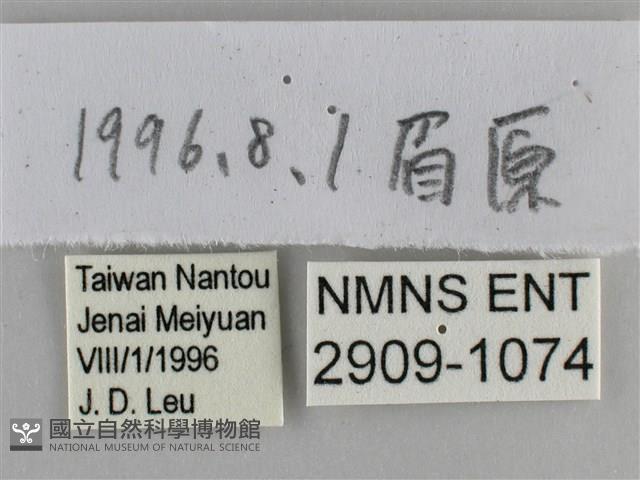 1996.8.1 眉原
Taiwan Nantou
Jenai Meiyuan
VIII/1/1996
J. D. Leu
NMNS ENT
2909-1074
國立自然科學博物館
NATIONAL MUSEUM OF NATURAL SCIENCE